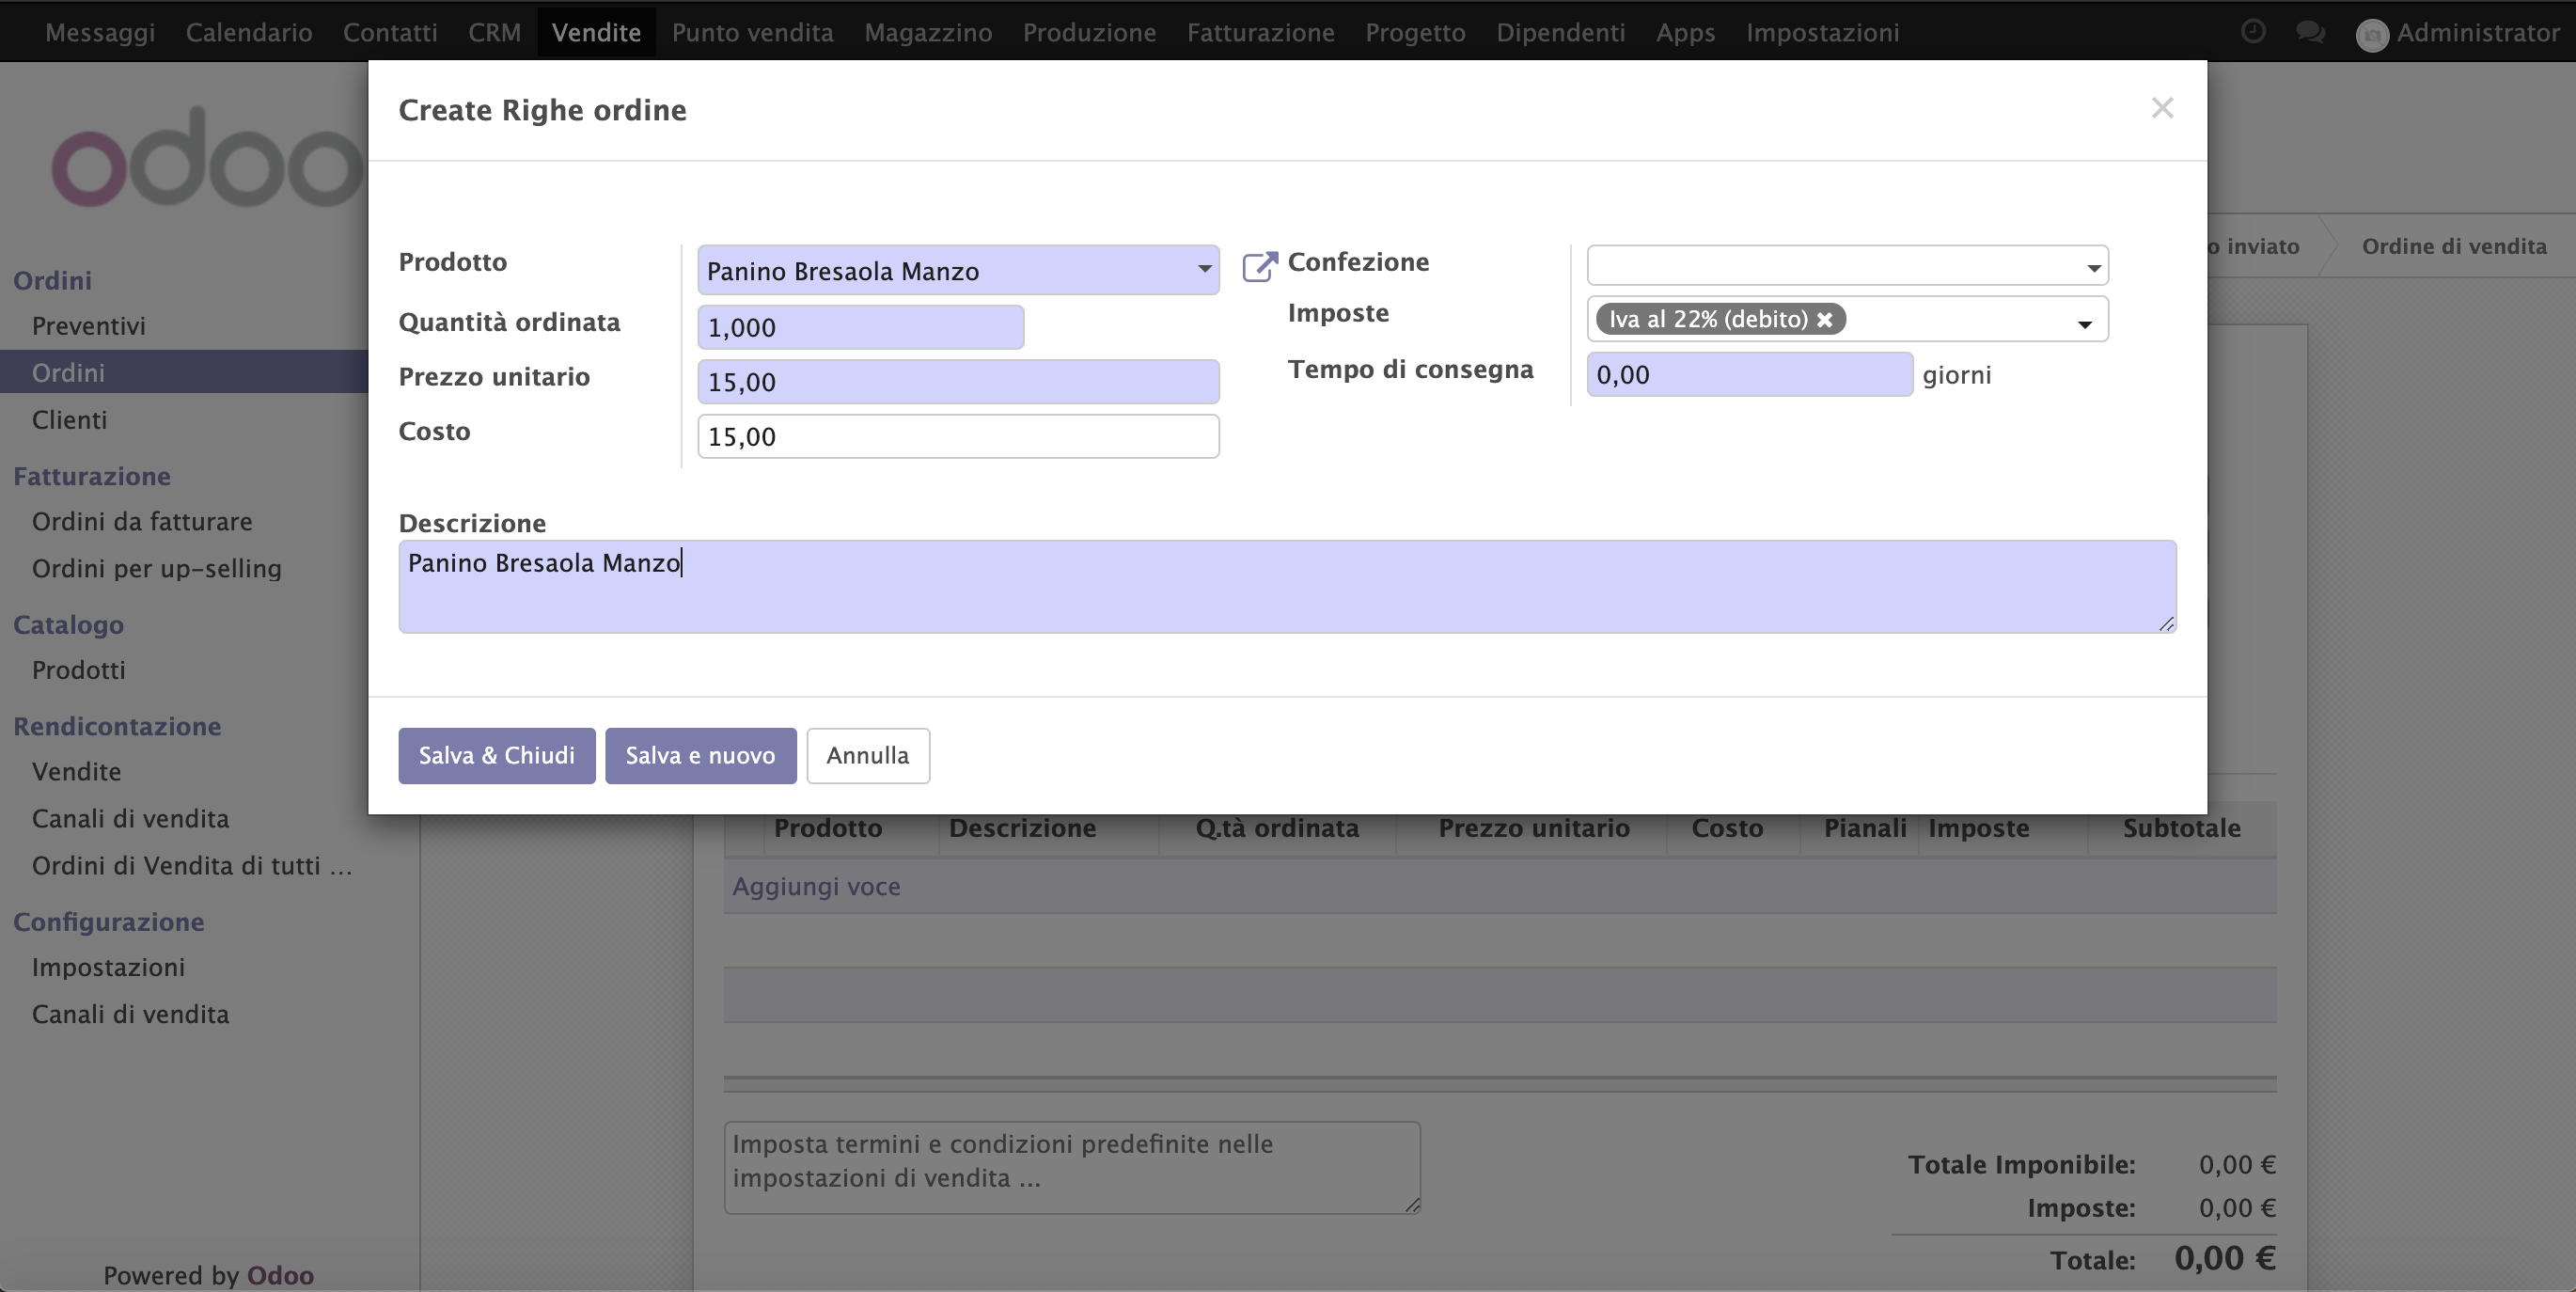 Messaggi Calendario Contatti CRM Vendite Punto vendita Magazzino Produzione Fatturazione Progetto Dipendenti Apps Impostazioni Administrator
odoo
Ordini
Preventivi
Ordini
Clienti
Fatturazione
Ordini da fatturare
Ordini per up-selling
Catalogo
Prodotti
Rendicontazione
Vendite
Canali di vendita
Ordini di Vendita di tutti ...
Configurazione
Impostazioni
Canali di vendita
Powered by Odoo
Create Righe ordine
Prodotto Panino Bresaola Manzo
Quantità ordinata 1,000
Prezzo unitario 15,00
Costo 15,00
Confezione
Imposte Iva al 22% (debito)
Tempo di consegna 0,00 giorni
Descrizione
Panino Bresaola Manzo
Salva & Chiudi Salva e nuovo Annulla
o inviato Ordine di vendita
Prodotto Descrizione Q.tà ordinata Prezzo unitario Costo Pianali Imposte Subtotale
Aggiungi voce
Imposta termini e condizioni predefinite nelle
impostazioni di vendita ...
Totale Imponibile: 0,00 €
Imposte: 0,00 €
Totale: 0,00 €